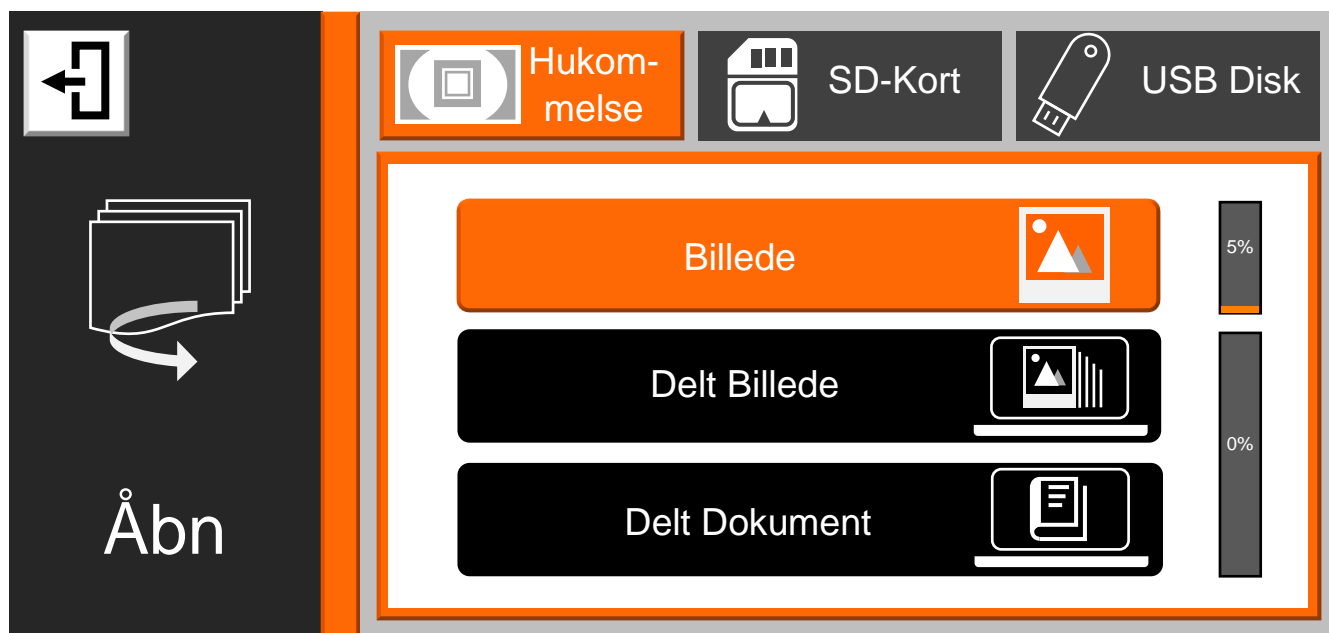 Hukom-
melse
SD-Kort
USB Disk
Billede
5%
Delt Billede
0%
Delt Dokument
Åbn